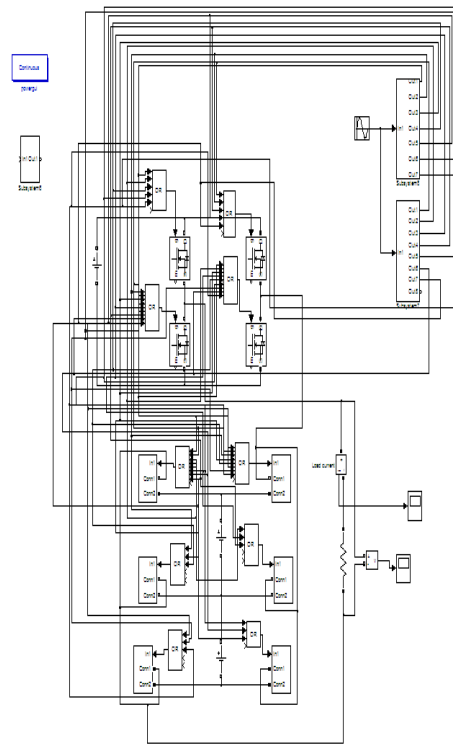 Continuous
powergui
In1 Out1
Subsystem8
In1
Out1
Out2
Out3
Out4
Out5
Out6
Out7
In1
Out1
Out2
Out3
Out4
Out5
Out6
Out7
Out8
OR
OR
OR
OR
OR
OR
In1
Conn1
Conn2
In1
Conn1
Conn2
Load current
OR
OR
In1
Conn1
Conn2
In1
Conn1
Conn2
OR
OR
In1
Conn1
Conn2
In1
Conn1
Conn2